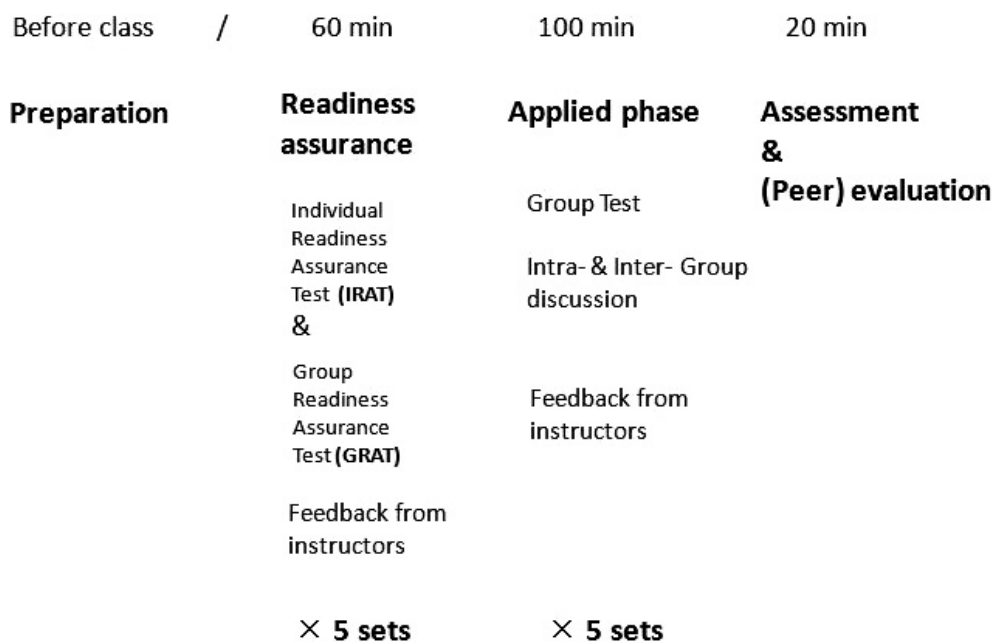 Before class / 60 min 100 min 20 min
Preparation
Readiness
assurance
Individual
Readiness
Assurance
Test (IRAT)
&
Group
Readiness
Assurance
Test (GRAT)
Feedback from
instructors
× 5 sets
Applied phase
Group Test
Intra- & Inter- Group
discussion
Feedback from
instructors
× 5 sets
Assessment
&
(Peer) evaluation